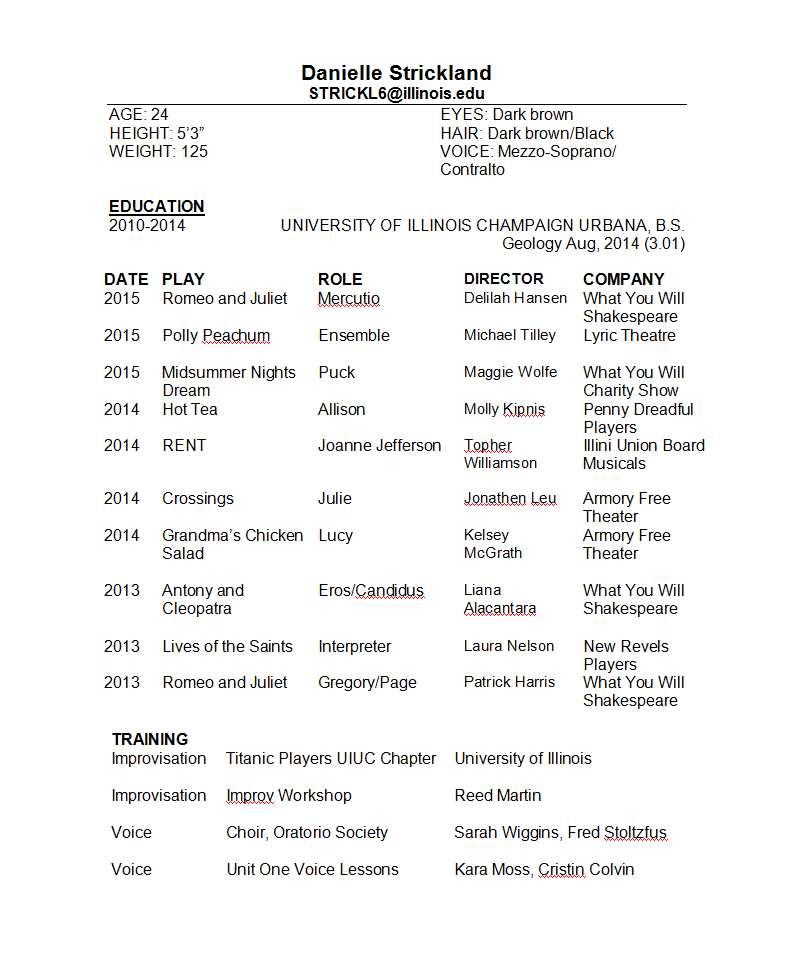 Danielle Strickland
STRICKL6@illinois.edu
AGE: 24 EYES: Dark brown
HEIGHT: 5’3” HAIR: Dark brown/Black
WEIGHT: 125 VOICE: Mezzo-Soprano/
Contralto
EDUCATION
2010-2014 UNIVERSITY OF ILLINOIS CHAMPAIGN URBANA, B.S.
Geology Aug, 2014 (3.01)
DATE PLAY ROLE DIRECTOR COMPANY
2015 Romeo and Juliet Mercutio Delilah Hansen What You Will
Shakespeare
2015 Polly Peachum Ensemble Michael Tilley Lyric Theatre
2015 Midsummer Nights Puck Maggie Wolfe What You Will
Dream Charity Show
2014 Hot Tea Allison Molly Kipnis Penny Dreadful
Players
2014 RENT Joanne Jefferson Topher Illini Union Board
Williamson Musicals
2014 Crossings Julie Jonathen Leu Armory Free
Theater
2014 Grandma’s Chicken Lucy Kelsey Armory Free
Salad McGrath Theater
2013 Antony and Eros/Candidus Liana What You Will
Cleopatra Alacantara Shakespeare
2013 Lives of the Saints Interpreter Laura Nelson New Revels
Players
2013 Romeo and Juliet Gregory/Page Patrick Harris What You Will
Shakespeare
TRAINING
Improvisation Titanic Players UIUC Chapter University of Illinois
Improvisation Improv Workshop Reed Martin
Voice Choir, Oratorio Society Sarah Wiggins, Fred Stoltzfus
Voice Unit One Voice Lessons Kara Moss, Cristin Colvin